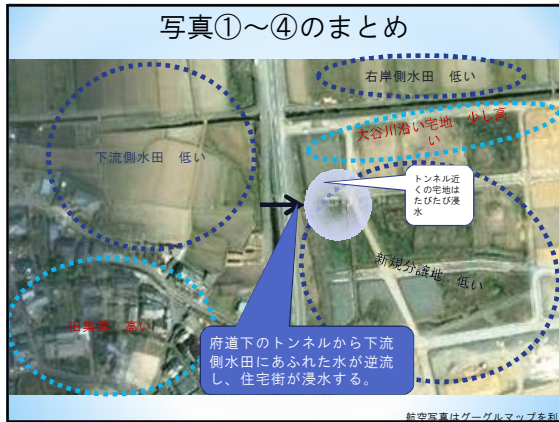 写真①～④のまとめ
右岸側水田 低い
大谷川沿い宅地 少し高
い
下流側水田 低い
トンネル近
くの宅地は
たびたび浸
水
新規分譲地 低い
旧集落 高い
府道下のトンネルから下流
側水田にあふれた水が逆流
し、住宅街が浸水する。
航空写真はグーグルマップを利